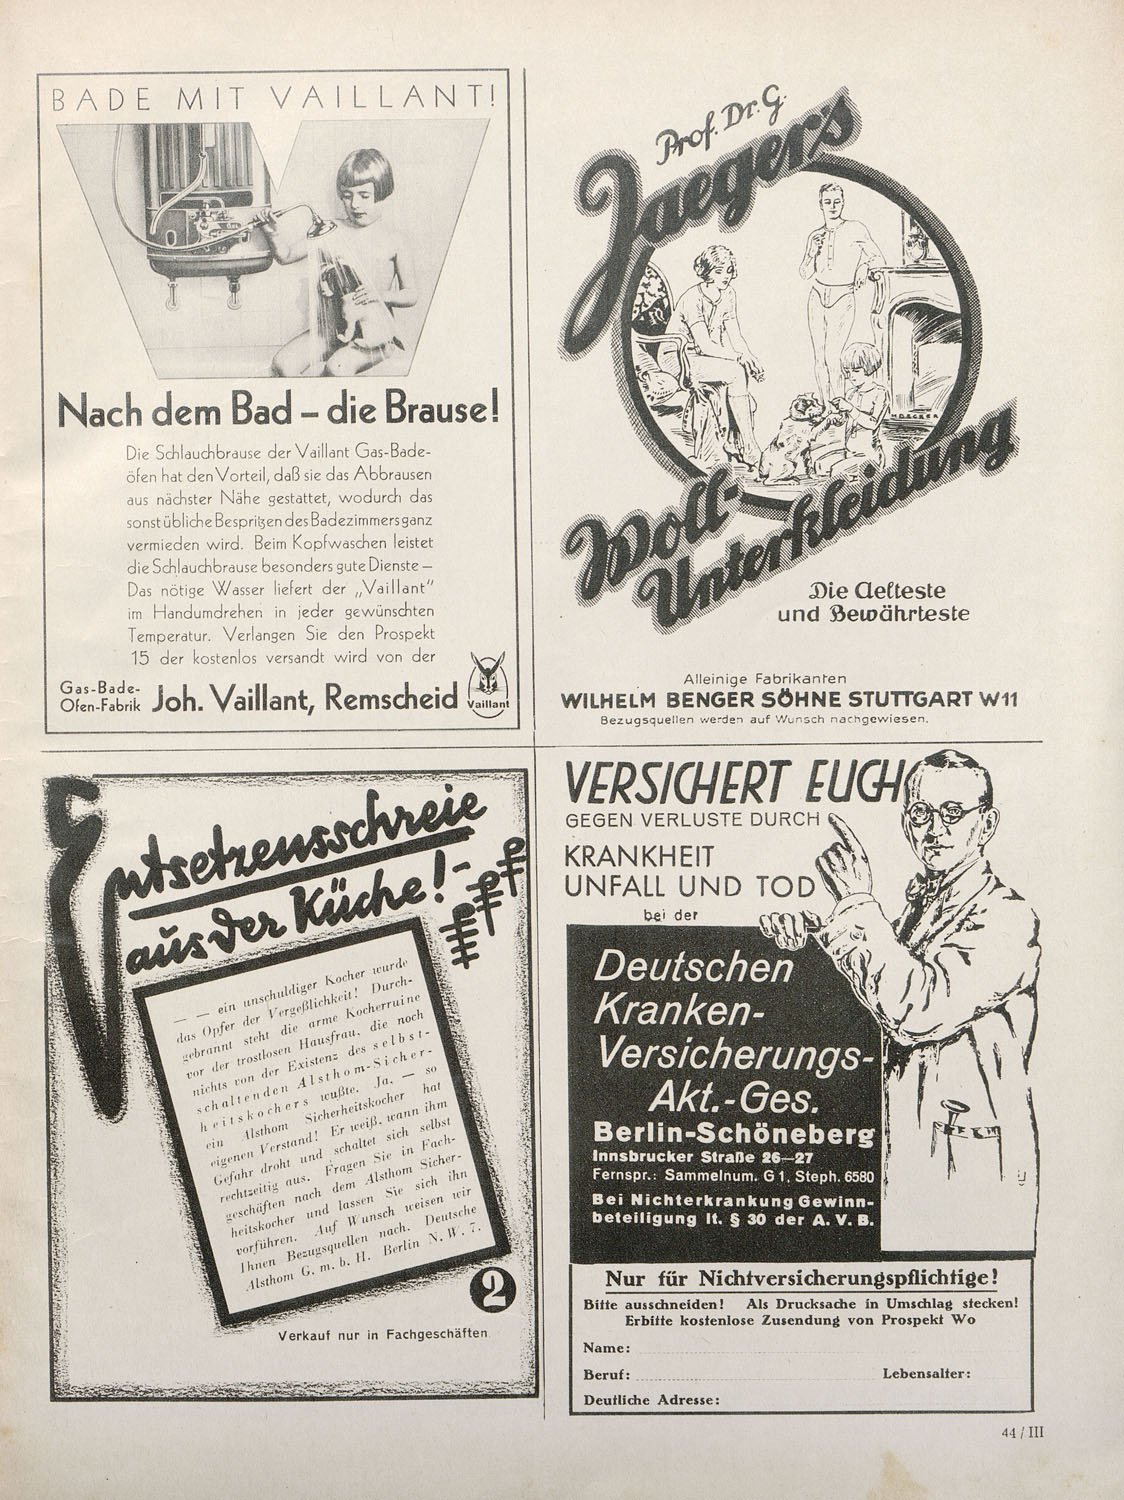 BADE MIT VAILLANT!
Nach dem Bad – die Brause!
Die Schlauchbrause der Vaillant Gas-Bade-
öfen hat den Vorteil, daß sie das Abbrausen
aus nächster Nähe gestattet, wodurch das
sonst übliche Bespritzen des Badezimmers ganz
vermieden wird. Beim Kopfwaschen leistet
die Schlauchbrause besonders gute Dienste –
Das nötige Wasser liefert der „Vaillant"
im Handumdrehen in jeder gewünschten
Temperatur. Verlangen Sie den Prospekt
15 der kostenlos versandt wird von der
Gas-Bade-
Ofen-Fabrik
Joh. Vaillant, Remscheid
Vaillant
Prof. Dr. G.
Jaeger's
Woll-
Unterkleidung
Die Aelteste
und Bewährteste
Alleinige Fabrikanten
WILHELM BENGER SÖHNE STUTTGART W11
Bezugsquellen werden auf Wunsch nachgewiesen.
Entsetzensschreie
aus der Küche!-
— — ein unschuldiger Kocher wurde
das Opfer der Vergeßlichkeit! Durch-
gebrannt steht die arme Kocherruine
vor der trostlosen Hausfrau, die noch
nichts von der Existenz des selbst-
schaltenden Alsthom-Sicher-
heitskochers wußte. Ja, — so
ein Alsthom Sicherheitskocher hat
eigenen Verstand! Er weiß, wann ihm
Gefahr droht und schaltet sich selbst
rechtzeitig aus. Fragen Sie in Fach-
geschäften nach dem Alsthom Sicher-
heitskocher und lassen Sie sich ihn
vorführen. Auf Wunsch weisen wir
Ihnen Bezugsquellen nach. Deutsche
Alsthom G. m. b. H. Berlin N. W. 7.
2
Verkauf nur in Fachgeschäften
VERSICHERT EUCH
GEGEN VERLUSTE DURCH
KRANKHEIT
UNFALL UND TOD
bei der
Deutschen
Kranken-
Versicherungs-
Akt.-Ges.
Berlin-Schöneberg
Innsbrucker Straße 26—27
Fernspr.: Sammelnum. G 1, Steph. 6580
Bei Nichterkrankung Gewinn-
beteiligung lt. § 30 der A. V. B.
Nur für Nichtversicherungspflichtige!
Bitte ausschneiden! Als Drucksache in Umschlag stecken!
Erbitte kostenlose Zusendung von Prospekt Wo
Name:
Beruf: Lebensalter:
Deutliche Adresse:
44 / III